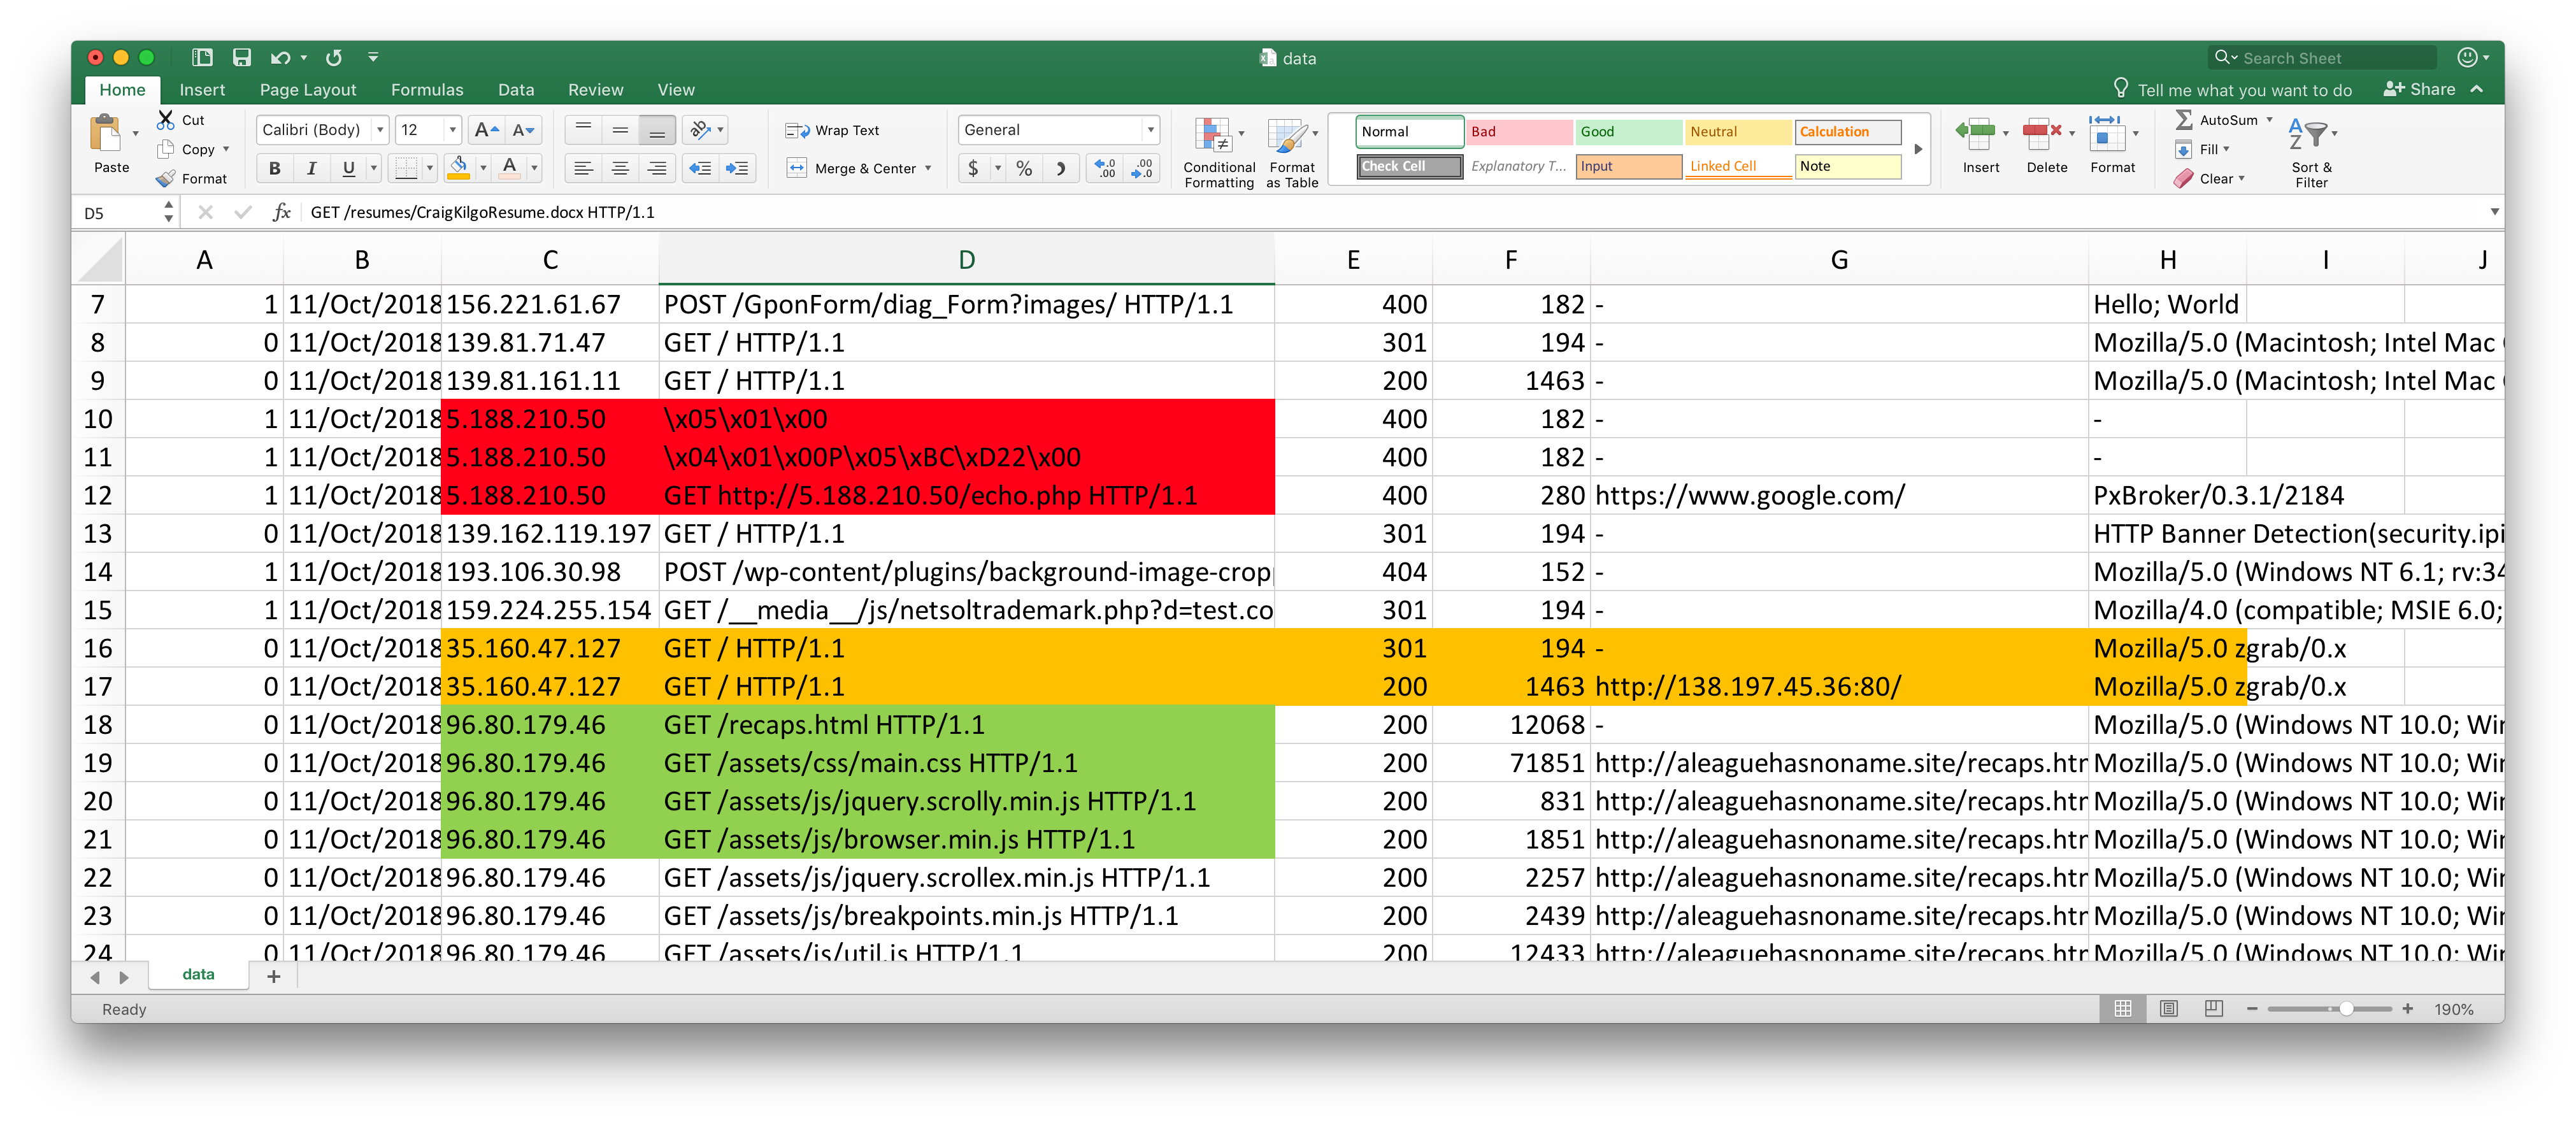 data
Search Sheet
Home Insert Page Layout Formulas Data Review View
Tell me what you want to do Share
Paste
Cut
Copy
Format
Calibri (Body) 12
B I U
Wrap Text
Merge & Center
General
$ %
Conditional Formatting
Format as Table
Normal Bad Good Neutral Calculation
Check Cell Explanatory T... Input Linked Cell Note
Insert Delete Format
AutoSum
Fill
Clear
Sort & Filter
D5 fx GET /resumes/CraigKilgoResume.docx HTTP/1.1
A B C D E F G H I J
7 1 11/Oct/2018 156.221.61.67 POST /GponForm/diag_Form?images/ HTTP/1.1 400 182 - Hello; World
8 0 11/Oct/2018 139.81.71.47 GET / HTTP/1.1 301 194 - Mozilla/5.0 (Macintosh; Intel Mac
9 0 11/Oct/2018 139.81.161.11 GET / HTTP/1.1 200 1463 - Mozilla/5.0 (Macintosh; Intel Mac
10 1 11/Oct/2018 5.188.210.50 \x05\x01\x00 400 182 - -
11 1 11/Oct/2018 5.188.210.50 \x04\x01\x00P\x05\xBC\xD22\x00 400 182 - -
12 1 11/Oct/2018 5.188.210.50 GET http://5.188.210.50/echo.php HTTP/1.1 400 280 https://www.google.com/ PxBroker/0.3.1/2184
13 0 11/Oct/2018 139.162.119.197 GET / HTTP/1.1 301 194 - HTTP Banner Detection(security.ipi
14 1 11/Oct/2018 193.106.30.98 POST /wp-content/plugins/background-image-crop 404 152 - Mozilla/5.0 (Windows NT 6.1; rv:34
15 1 11/Oct/2018 159.224.255.154 GET /__media__/js/netsoltrademark.php?d=test.co 301 194 - Mozilla/4.0 (compatible; MSIE 6.0;
16 0 11/Oct/2018 35.160.47.127 GET / HTTP/1.1 301 194 - Mozilla/5.0 zgrab/0.x
17 0 11/Oct/2018 35.160.47.127 GET / HTTP/1.1 200 1463 http://138.197.45.36:80/ Mozilla/5.0 zgrab/0.x
18 0 11/Oct/2018 96.80.179.46 GET /recaps.html HTTP/1.1 200 12068 - Mozilla/5.0 (Windows NT 10.0; Wi
19 0 11/Oct/2018 96.80.179.46 GET /assets/css/main.css HTTP/1.1 200 71851 http://aleaguehasnoname.site/recaps.htm Mozilla/5.0 (Windows NT 10.0; Wi
20 0 11/Oct/2018 96.80.179.46 GET /assets/js/jquery.scrolly.min.js HTTP/1.1 200 831 http://aleaguehasnoname.site/recaps.htm Mozilla/5.0 (Windows NT 10.0; Wi
21 0 11/Oct/2018 96.80.179.46 GET /assets/js/browser.min.js HTTP/1.1 200 1851 http://aleaguehasnoname.site/recaps.htm Mozilla/5.0 (Windows NT 10.0; Wi
22 0 11/Oct/2018 96.80.179.46 GET /assets/js/jquery.scrollex.min.js HTTP/1.1 200 2257 http://aleaguehasnoname.site/recaps.htm Mozilla/5.0 (Windows NT 10.0; Wi
23 0 11/Oct/2018 96.80.179.46 GET /assets/js/breakpoints.min.js HTTP/1.1 200 2439 http://aleaguehasnoname.site/recaps.htm Mozilla/5.0 (Windows NT 10.0; Wi
24 0 11/Oct/2018 96.80.179.46 GET /assets/js/util.js HTTP/1.1 200 12433 http://aleaguehasnoname.site/recaps.htm Mozilla/5.0 (Windows NT 10.0; Wi
data +
Ready 190%